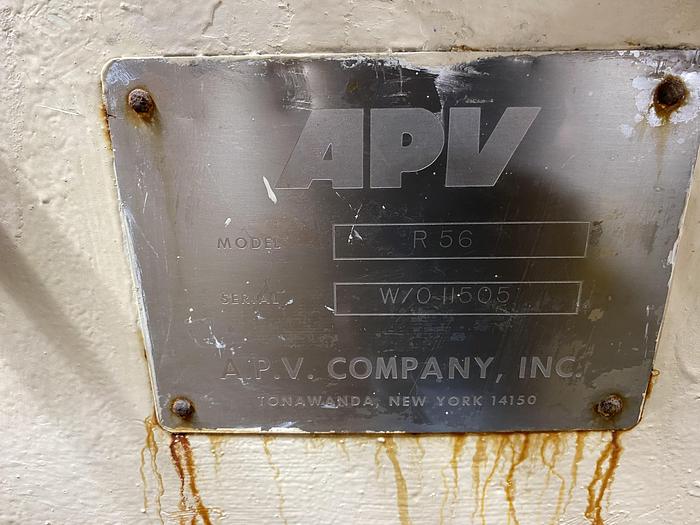 APV
MODEL R 56
SERIAL W/O 11505
A.P.V. COMPANY, INC.
TONAWANDA, NEW YORK 14150